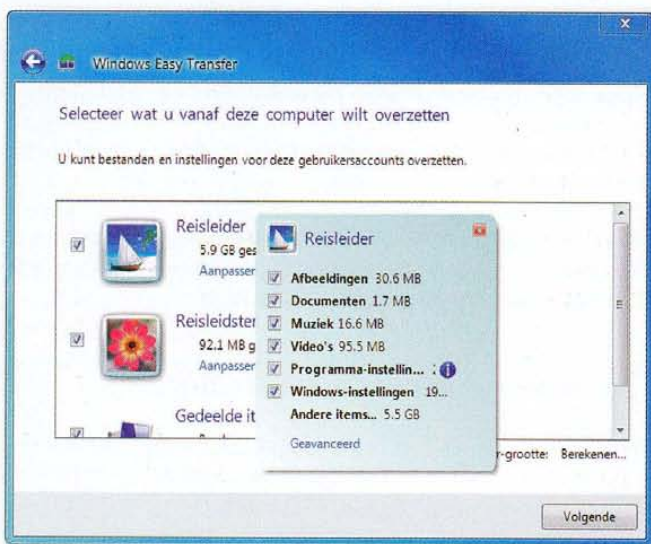 Windows Easy Transfer
Selecteer wat u vanaf deze computer wilt overzetten
U kunt bestanden en instellingen voor deze gebruikersaccounts overzetten.
Reisleider
5.9 GB ges
Aanpasser
Reisleidster
92.1 MB g
Aanpasser
Gedeelde it
Reisleider
Afbeeldingen 30.6 MB
Documenten 1.7 MB
Muziek 16.6 MB
Video's 95.5 MB
Programma-instellin... :
Windows-instellingen 19...
Andere items... 5.5 GB
Geavanceerd
r-grootte: Berekenen...
Volgende